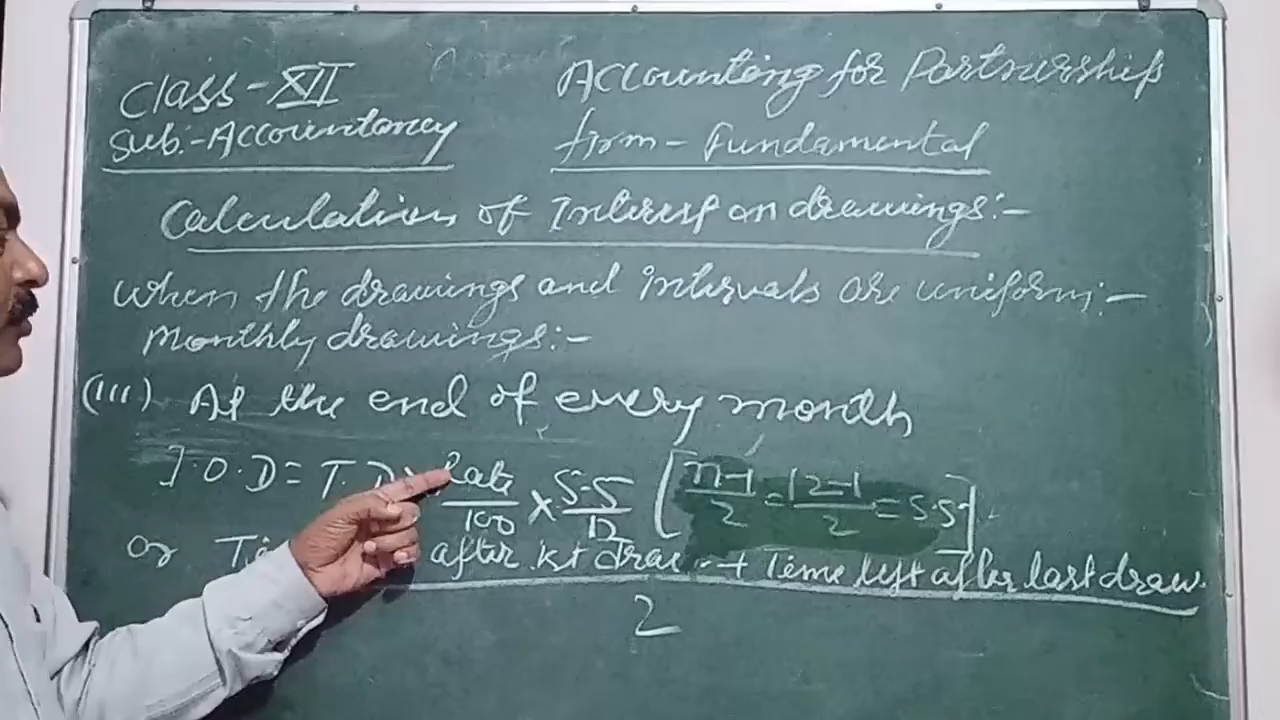 Class - XII
Sub:- Accountancy
Accounting for Partnership
firm - Fundamental
Calculation of Interest on drawings:-
When the drawings and intervals are uniform:-
Monthly drawings:-
(iii) At the end of every month
I.O.D = T.D × Rate/100 × 5.5/12 [n-1/2 = 12-1/2 = 5.5]
or after 1st draw + Time left after last draw.
2